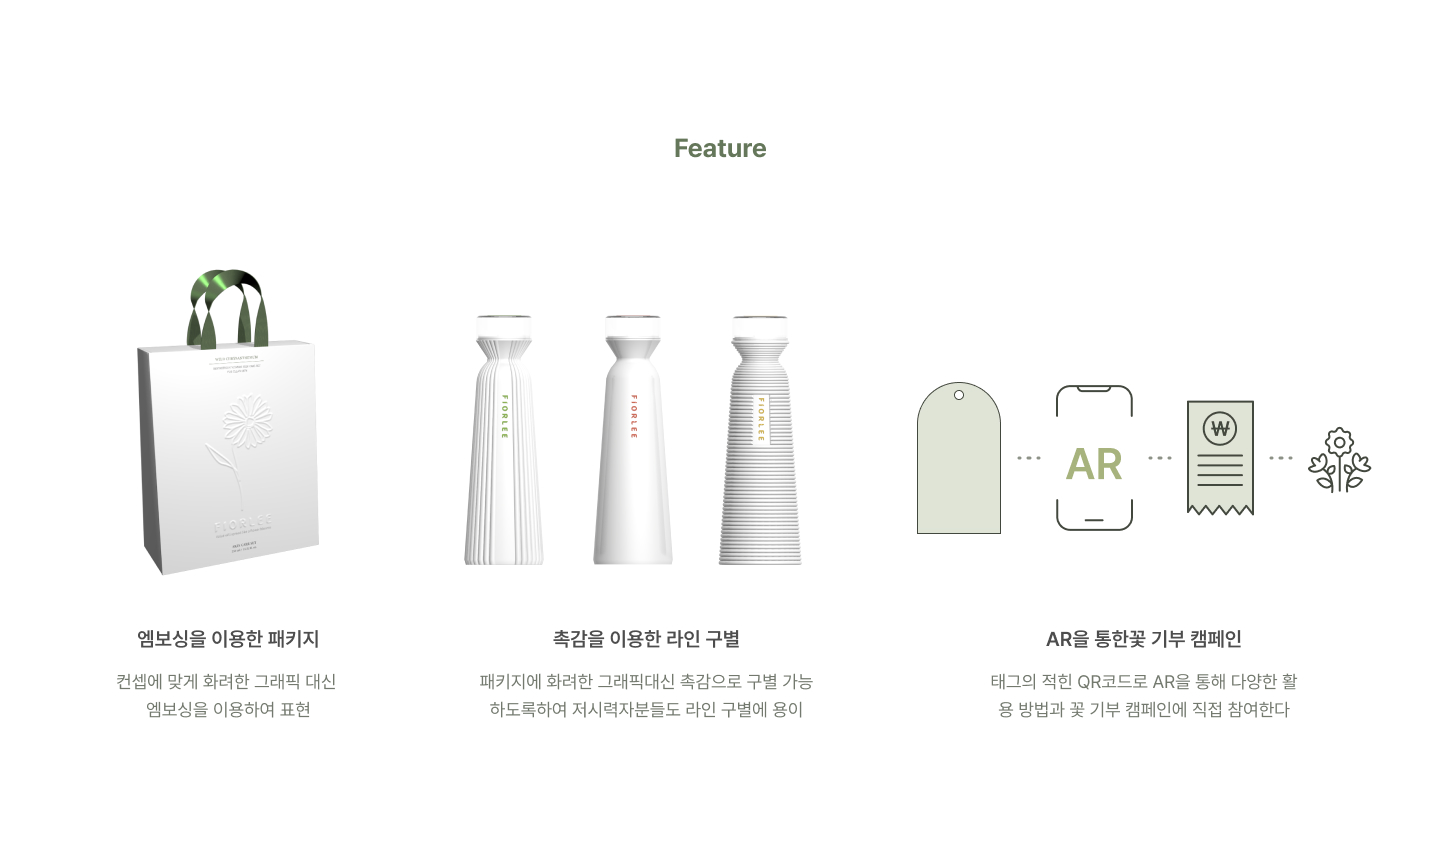 Feature
FIORLEE
FIORLEE
FIORLEE
FIORLEE
AR
₩
엠보싱을 이용한 패키지
컨셉에 맞게 화려한 그래픽 대신
엠보싱을 이용하여 표현
촉감을 이용한 라인 구별
패키지에 화려한 그래픽대신 촉감으로 구별 가능
하도록하여 저시력자분들도 라인 구별에 용이
AR을 통한꽃 기부 캠페인
태그의 적힌 QR코드로 AR을 통해 다양한 활
용 방법과 꽃 기부 캠페인에 직접 참여한다